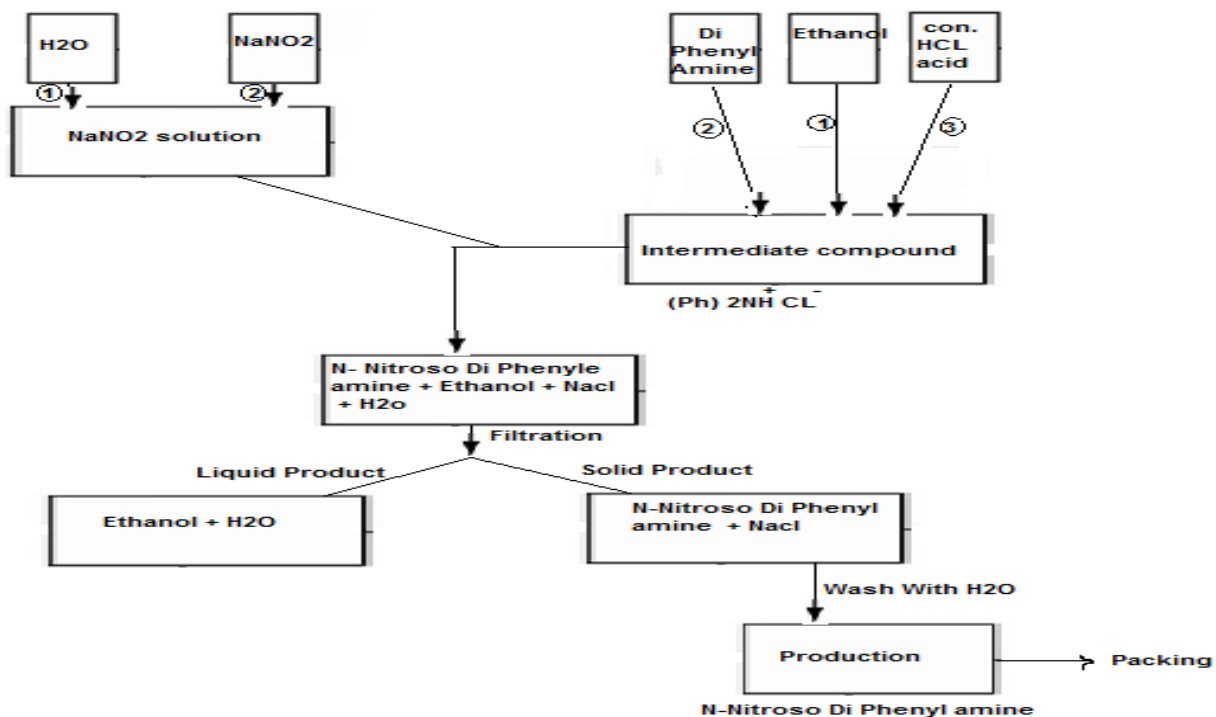 H2O
NaNO2
Di
Phenyl
Amine
Ethanol
con.
HCL
acid
1
2
2
1
3
NaNO2 solution
Intermediate compound
+ -
(Ph) 2NH CL
N- Nitroso Di Phenyle
amine + Ethanol + Nacl
+ H2o
Filtration
Liquid Product
Solid Product
Ethanol + H2O
N-Nitroso Di Phenyl
amine + Nacl
Wash With H2O
Production
Packing
N-Nitroso Di Phenyl amine